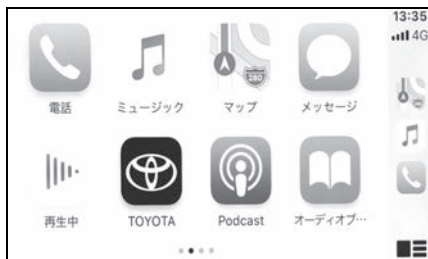 13:35
4G
電話
ミュージック
マップ
メッセージ
280
再生中
TOYOTA
Podcast
オーディオブ…